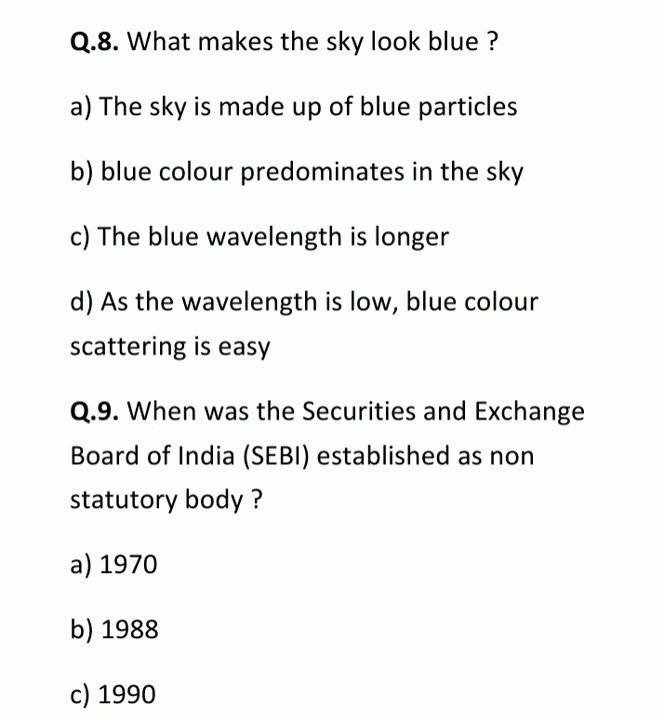 Q.8. What makes the sky look blue ?
a) The sky is made up of blue particles
b) blue colour predominates in the sky
c) The blue wavelength is longer
d) As the wavelength is low, blue colour
scattering is easy
Q.9. When was the Securities and Exchange
Board of India (SEBI) established as non
statutory body ?
a) 1970
b) 1988
c) 1990